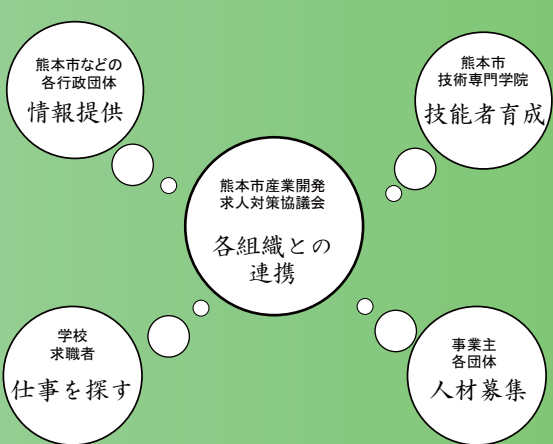 熊本市などの
各行政団体
情報提供
熊本市
技術専門学院
技能者育成
熊本市産業開発
求人対策協議会
各組織との
連携
学校
求職者
仕事を探す
事業主
各団体
人材募集